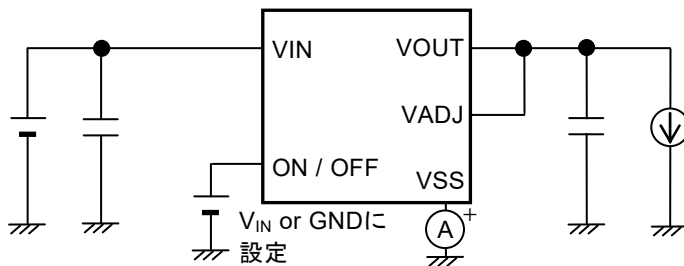 VIN
VOUT
VADJ
ON / OFF
VSS
VIN or GNDに
設定
A
+